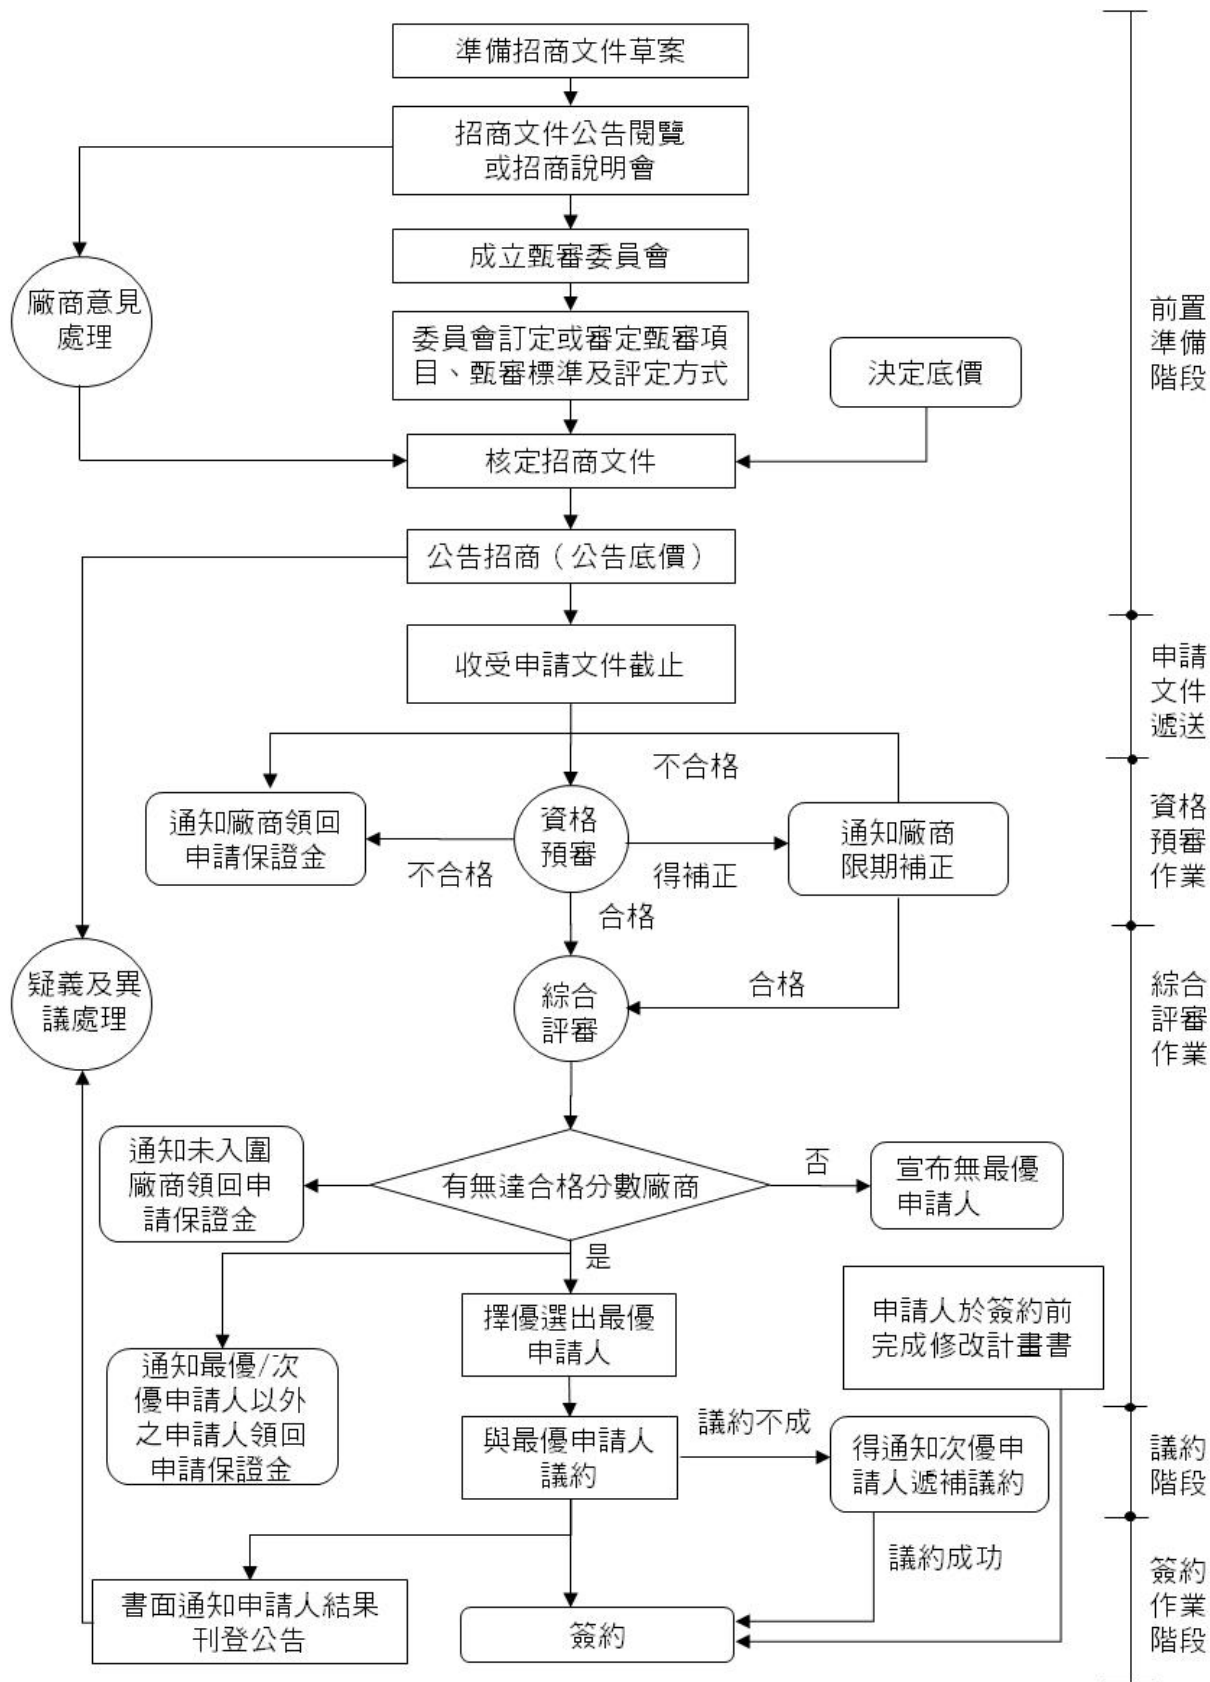 準備招商文件草案
招商文件公告閱覽
或招商說明會
成立甄審委員會
廠商意見
處理
委員會訂定或審定甄審項
目、甄審標準及評定方式
決定底價
前置
準備
階段
核定招商文件
公告招商（公告底價）
收受申請文件截止
申請
文件
遞送
不合格
通知廠商領回
申請保證金
資格
預審
通知廠商
限期補正
不合格
得補正
合格
資格
預審
作業
疑義及異
議處理
綜合
評審
合格
綜合
評審
作業
通知未入圍
廠商領回申
請保證金
有無達合格分數廠商
否
宣布無最優
申請人
是
擇優選出最優
申請人
申請人於簽約前
完成修改計畫書
通知最優/次
優申請人以外
之申請人領回
申請保證金
與最優申請人
議約
議約不成
得通知次優申
請人遞補議約
議約
階段
議約成功
書面通知申請人結果
刊登公告
簽約
簽約
作業
階段